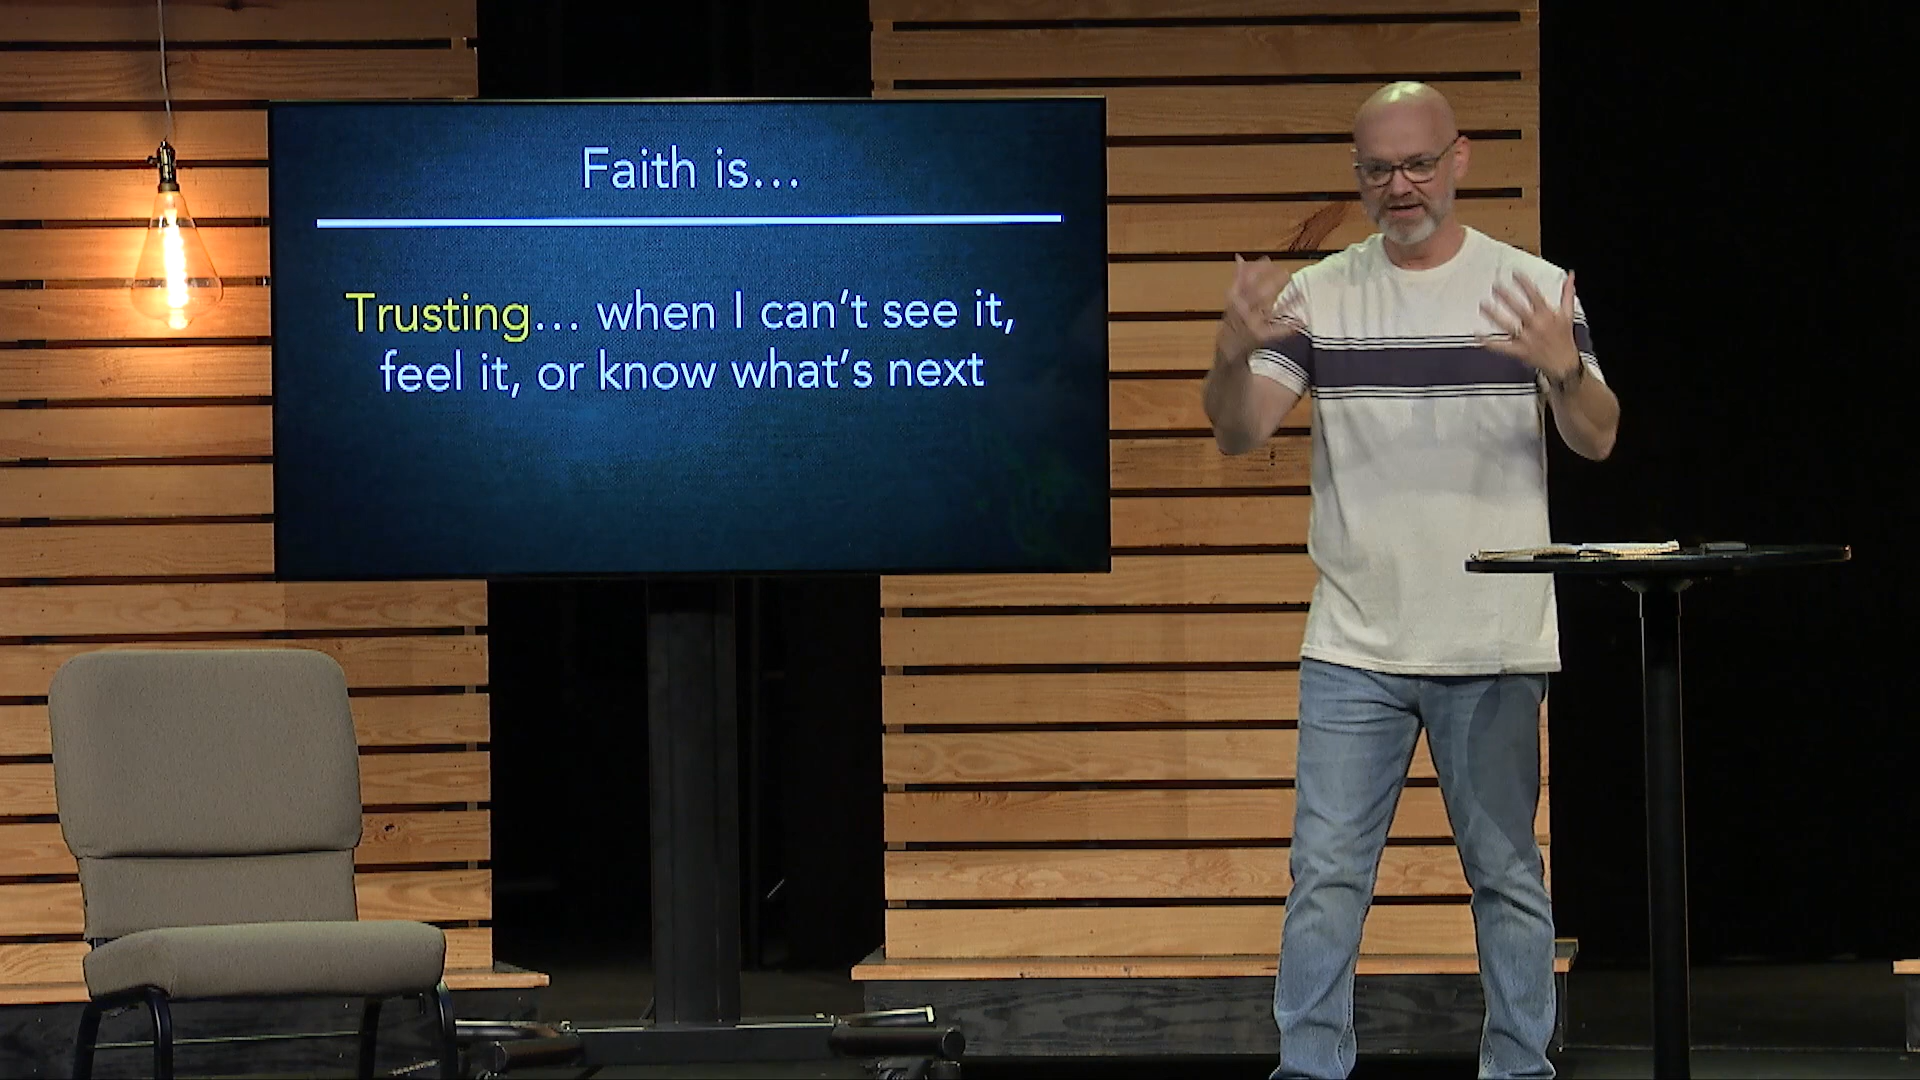 Faith is…
Trusting… when I can’t see it,
feel it, or know what’s next